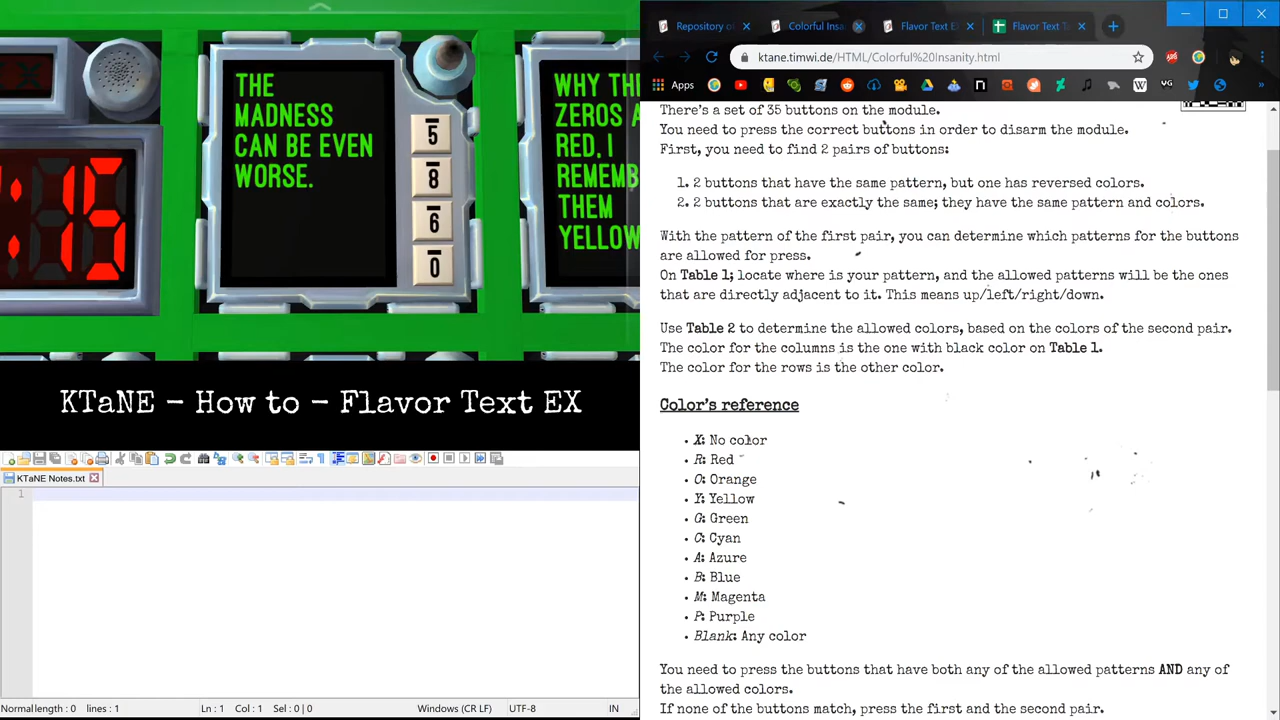 THE
MADNESS
CAN BE EVEN
WORSE.
5
8
6
0
WHY THE
ZEROS A
RED, I
REMEMB
THEM
YELLOW
:15
KTaNE - How to - Flavor Text EX
KTaNE Notes.txt
1
Normal length : 0 lines : 1
Ln : 1 Col : 1 Sel : 0 | 0
Windows (CR LF)
UTF-8
IN
Repository of
Colorful Insa
Flavor Text E
Flavor Text T
ktane.timwi.de/HTML/Colorful%20Insanity.html
Apps
There's a set of 35 buttons on the module.
You need to press the correct buttons in order to disarm the module.
First, you need to find 2 pairs of buttons:
1. 2 buttons that have the same pattern, but one has reversed colors.
2. 2 buttons that are exactly the same; they have the same pattern and colors.
With the pattern of the first pair, you can determine which patterns for the buttons
are allowed for press.
On Table 1; locate where is your pattern, and the allowed patterns will be the ones
that are directly adjacent to it. This means up/left/right/down.
Use Table 2 to determine the allowed colors, based on the colors of the second pair.
The color for the columns is the one with black color on Table 1.
The color for the rows is the other color.
Color's reference
• X: No color
• R: Red
• O: Orange
• Y: Yellow
• G: Green
• C: Cyan
• A: Azure
• B: Blue
• M: Magenta
• P: Purple
• Blank: Any color
You need to press the buttons that have both any of the allowed patterns AND any of
the allowed colors.
If none of the buttons match, press the first and the second pair.